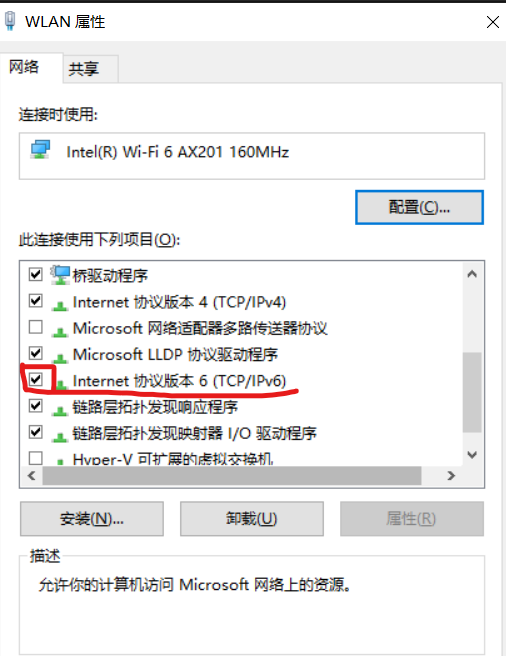 WLAN 属性
网络
共享
连接时使用:
Intel(R) Wi-Fi 6 AX201 160MHz
配置(C)...
此连接使用下列项目(O):
桥驱动程序
Internet 协议版本 4 (TCP/IPv4)
Microsoft 网络适配器多路传送器协议
Microsoft LLDP 协议驱动程序
Internet 协议版本 6 (TCP/IPv6)
链路层拓扑发现响应程序
链路层拓扑发现映射器 I/O 驱动程序
Hyper-V 可扩展的虚拟交换机
安装(N)...
卸载(U)
属性(R)
描述
允许你的计算机访问 Microsoft 网络上的资源。